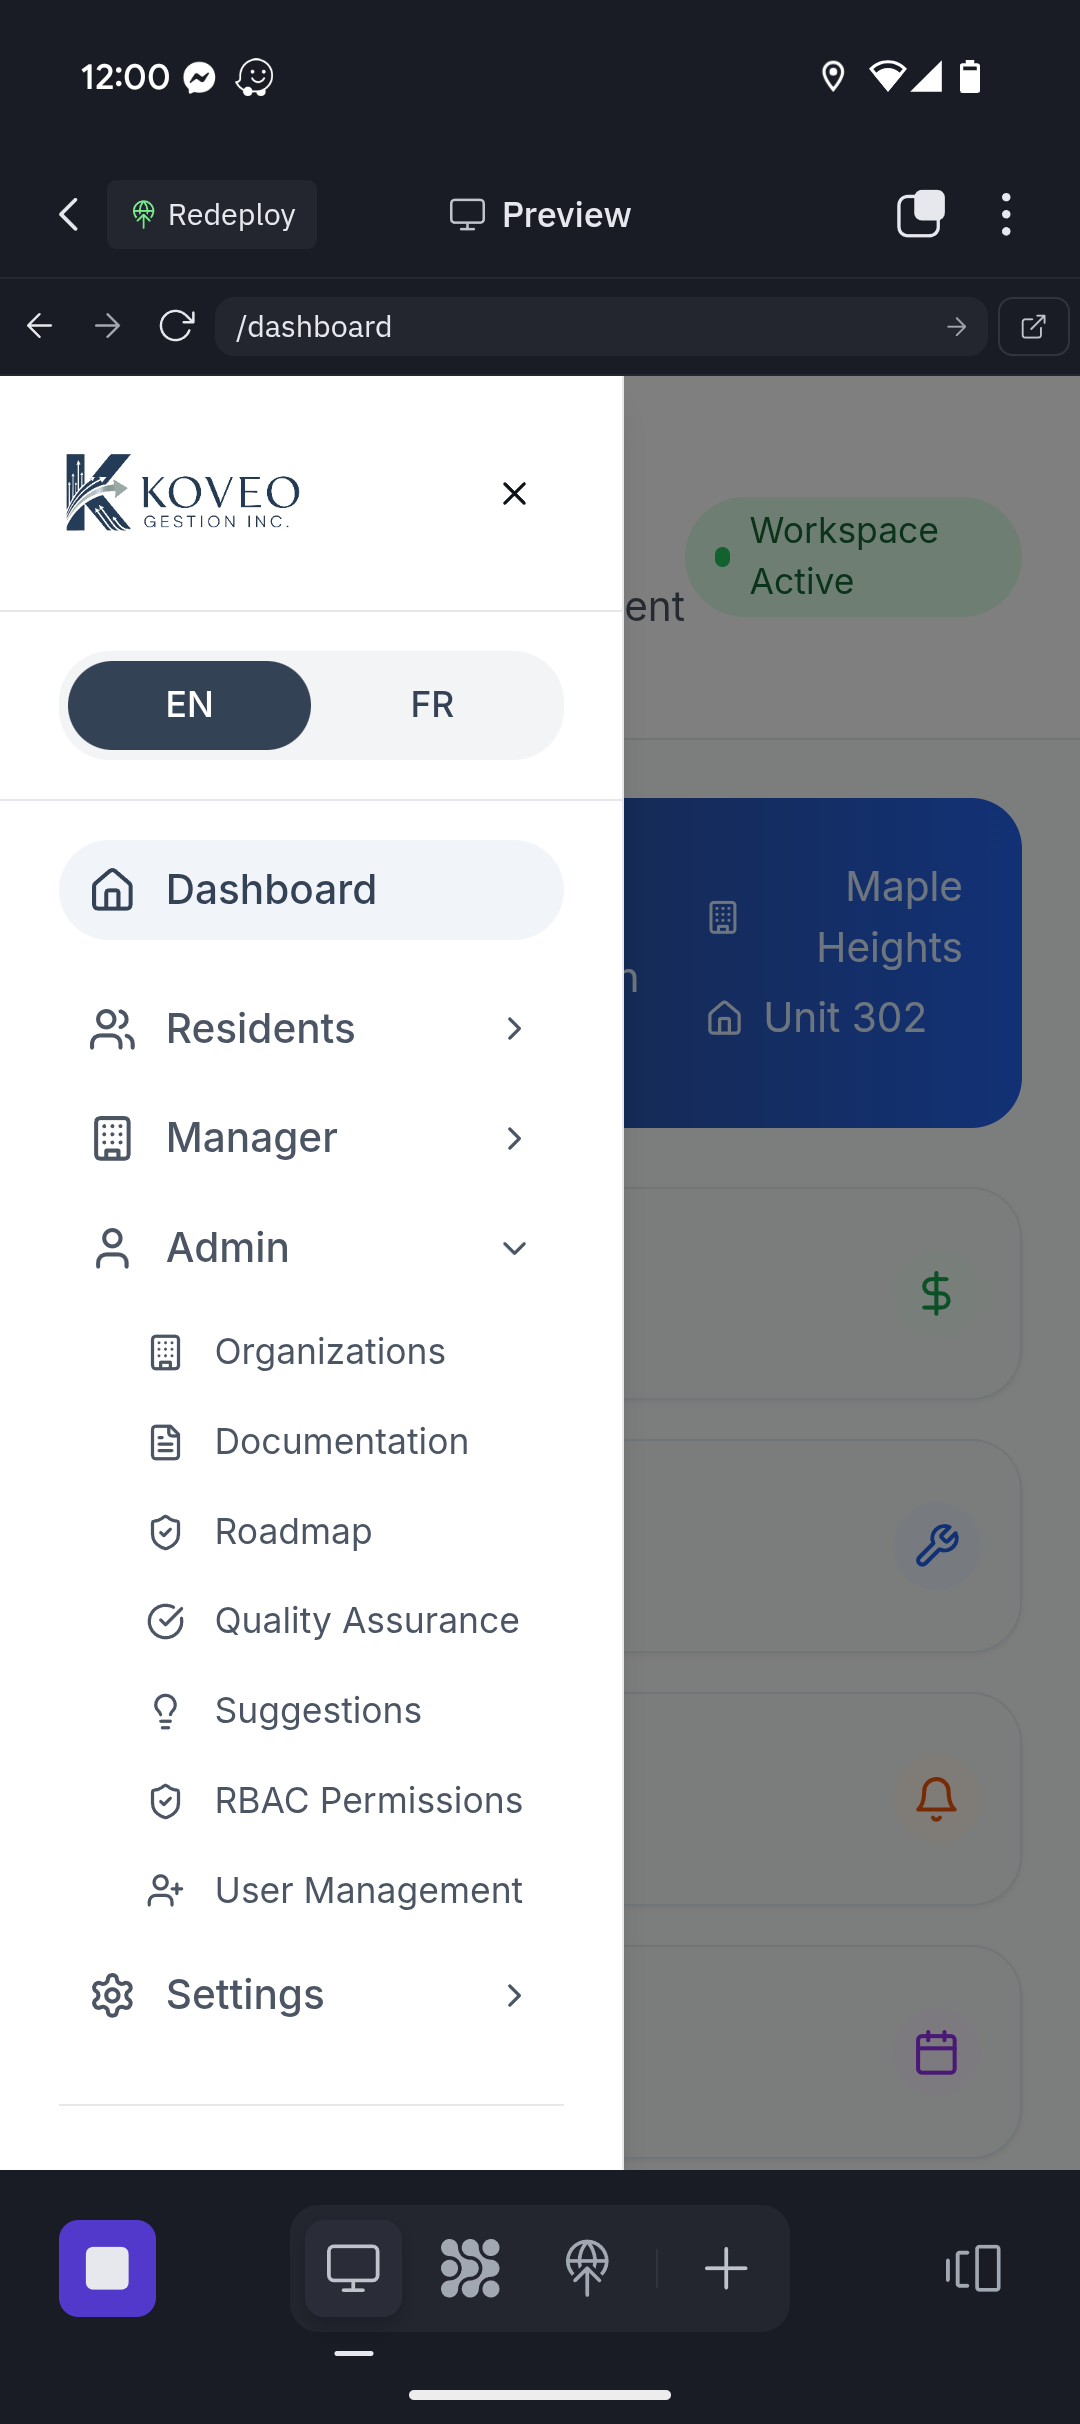 12:00
Redeploy
Preview
/dashboard
KOVEO
GESTION INC.
Workspace
Active
ent
EN
FR
Dashboard
Maple
Heights
n
Unit 302
Residents
Manager
Admin
Organizations
Documentation
Roadmap
Quality Assurance
Suggestions
RBAC Permissions
User Management
Settings